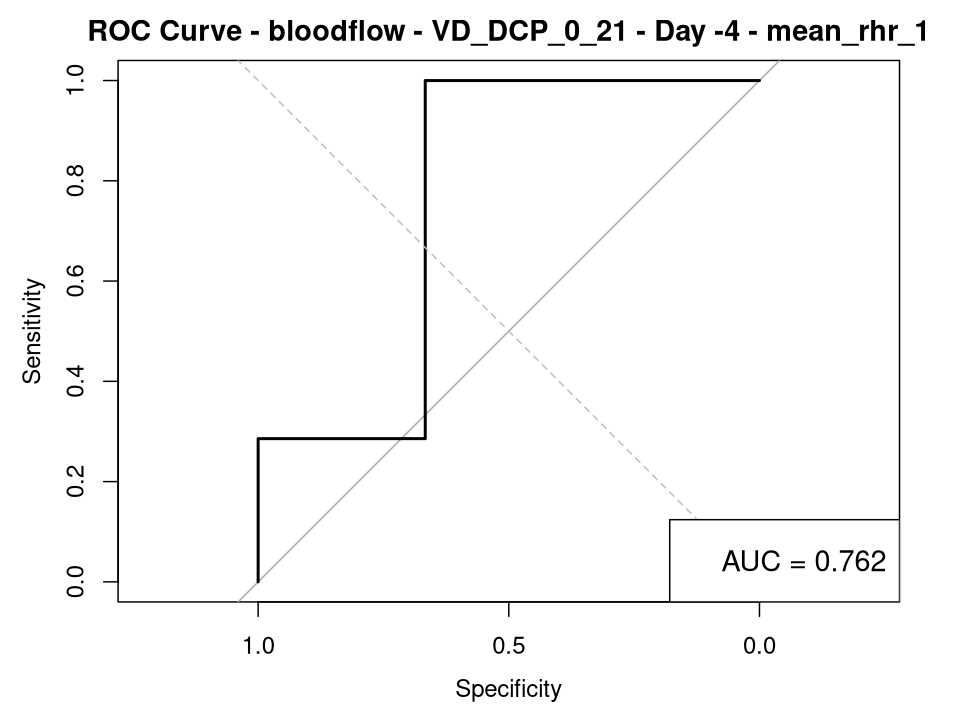 ROC Curve - bloodflow - VD_DCP_0_21 - Day -4 - mean_rhr_1
1.0
0.8
0.6
0.4
0.2
0.0
Sensitivity
AUC = 0.762
1.0 0.5 0.0
Specificity